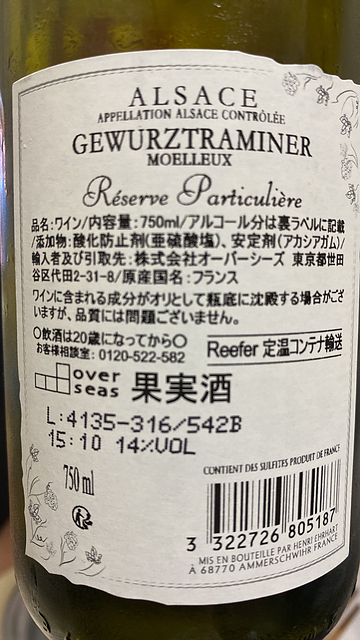 ALSACE
APPELLATION ALSACE CONTRÔLÉE
GEWURZTRAMINER
MOELLEUX
Réserve Particulière
品名:ワイン/内容量:750ml/アルコール分は裏ラベルに記載
/添加物:酸化防止剤(亜硫酸塩)、安定剤(アカシアガム)/
輸入者及び引取先:株式会社オーバーシーズ 東京都世田
谷区代田2-31-8/原産国名:フランス
ワインに含まれる成分がオリとして瓶底に沈殿する場合がござ
いますが、品質には問題ございません。
〇飲酒は20歳になってから〇
お客様相談室: 0120-522-582
Reefer 定温コンテナ輸送
over
seas 果実酒
L:4135-316/542B
15:10 14%VOL
CONTIENT DES SULFITES PRODUIT DE FRANCE
750 ml
3 322726 805187
MIS EN BOUTEILLE PAR HENRI EHRHART
À 68770 AMMERSCHWIHR FRANCE